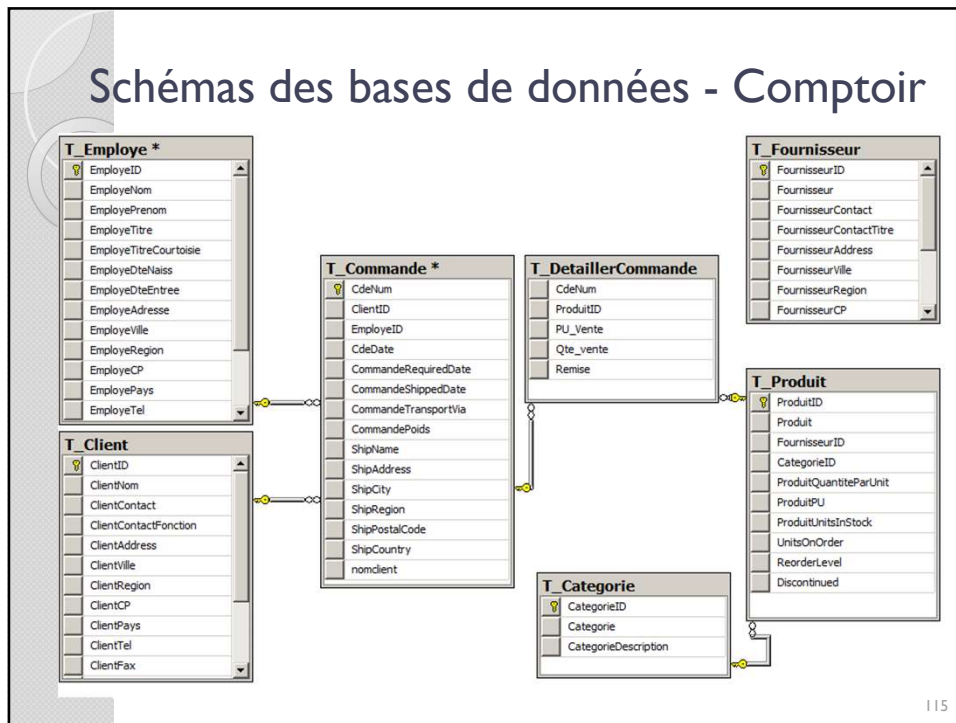 Schémas des bases de données - Comptoir
T_Employe *
EmployeID
EmployeNom
EmployePrenom
EmployeTitre
EmployeTitreCourtoisie
EmployeDteNaiss
EmployeDteEntree
EmployeAdresse
EmployeVille
EmployeRegion
EmployeCP
EmployePays
EmployeTel
T_Client
ClientID
ClientNom
ClientContact
ClientContactFonction
ClientAddress
ClientVille
ClientRegion
ClientCP
ClientPays
ClientTel
ClientFax
T_Commande *
CdeNum
ClientID
EmployeID
CdeDate
CommandeRequiredDate
CommandeShippedDate
CommandeTransportVia
CommandePoids
ShipName
ShipAddress
ShipCity
ShipRegion
ShipPostalCode
ShipCountry
nomclient
T_DetaillerCommande
CdeNum
ProduitID
PU_Vente
Qte_vente
Remise
T_Categorie
CategorieID
Categorie
CategorieDescription
T_Fournisseur
FournisseurID
Fournisseur
FournisseurContact
FournisseurContactTitre
FournisseurAddress
FournisseurVille
FournisseurRegion
FournisseurCP
T_Produit
ProduitID
Produit
FournisseurID
CategorieID
ProduitQuantiteParUnit
ProduitPU
ProduitUnitsInStock
UnitsOnOrder
ReorderLevel
Discontinued
115